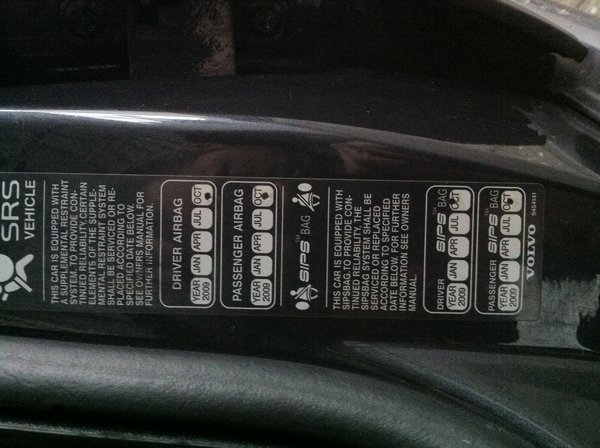 SRS
VEHICLE
THIS CAR IS EQUIPPED WITH
A SUPPLEMENTAL RESTRAINT
SYSTEM TO PROVIDE CON-
TINUED RELIABILITY CERTAIN
ELEMENTS OF THE SUPPLE-
MENTAL RESTRAINT SYSTEM
SHALL BE SERVICED OR RE-
PLACED ACCORDING TO
SPECIFIED DATE BELOW.
SEE OWNERS MANUAL FOR
FURTHER INFORMATION.
DRIVER AIRBAG
YEAR JAN APR JUL OCT
2009
PASSENGER AIRBAG
YEAR JAN APR JUL OCT
2009
SIPS™ BAG
THIS CAR IS EQUIPPED WITH
SIPSBAG TO PROVIDE CON-
TINUED RELIABILITY, THE
SIPSBAG SYSTEM SHALL BE
SERVICED OR REPLACED
ACCORDING TO SPECIFIED
DATE BELOW. FOR FURTHER
INFORMATION SEE OWNERS
MANUAL.
DRIVER SIPS™ BAG
YEAR JAN APR JUL OCT
2009
PASSENGER SIPS™ BAG
YEAR JAN APR JUL OCT
2009
VOLVO